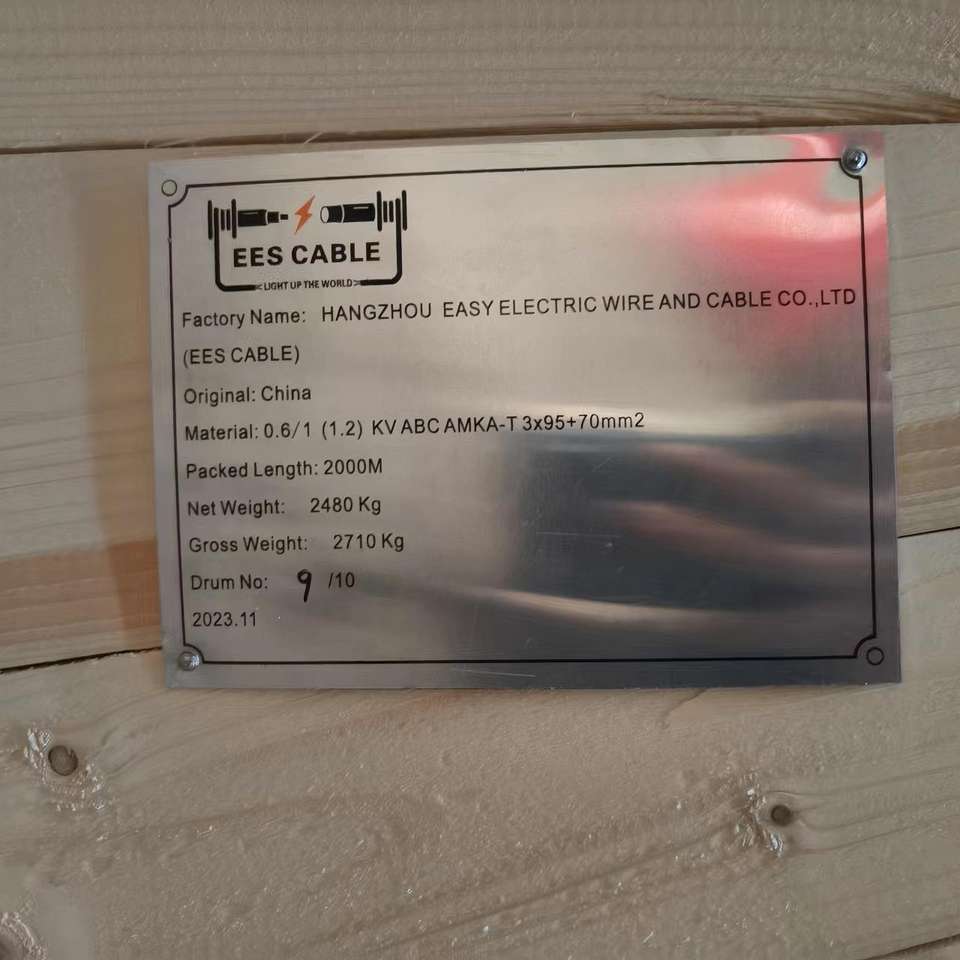 EES CABLE
LIGHT UP THE WORLD
Factory Name: HANGZHOU EASY ELECTRIC WIRE AND CABLE CO.,LTD
(EES CABLE)
Original: China
Material: 0.6/1 (1.2) KV ABC AMKA-T 3x95+70mm2
Packed Length: 2000M
Net Weight: 2480 Kg
Gross Weight: 2710 Kg
Drum No: 9 /10
2023.11